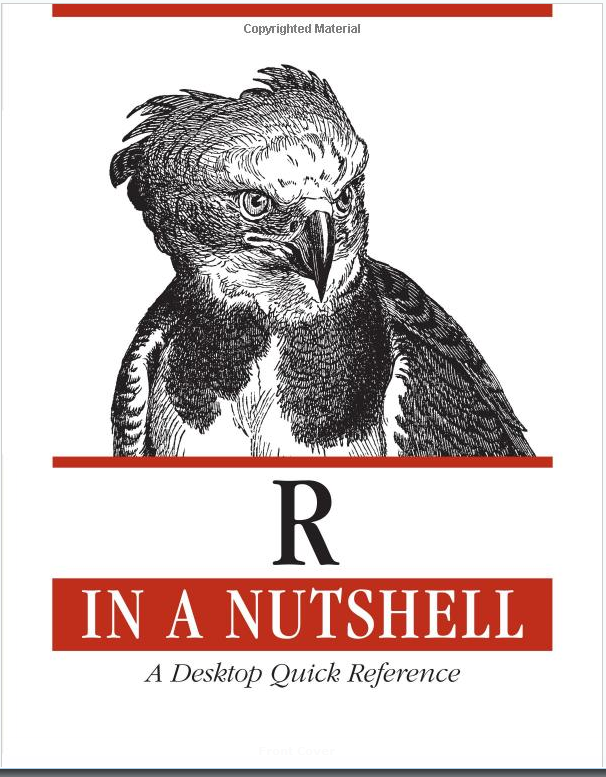 Copyrighted Material
R
IN A NUTSHELL
A Desktop Quick Reference